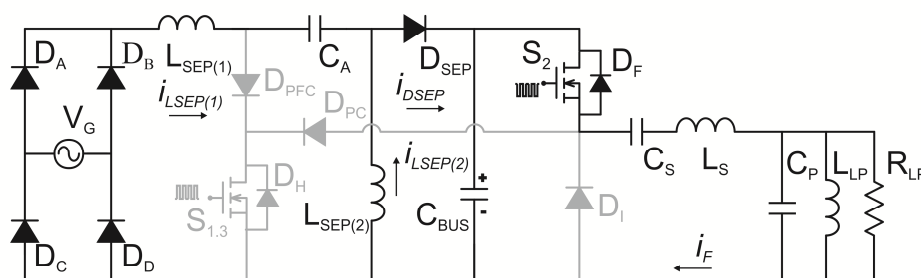 D_A
D_B
L_SEP(1)
i_LSEP(1)
V_G
D_C
D_D
D_PFC
D_PC
D_H
S_1.3
C_A
D_SEP
i_DSEP
i_LSEP(2)
L_SEP(2)
C_BUS
+
-
S_2
D_F
D_I
C_S
L_S
i_F
C_P
L_LP
R_LP